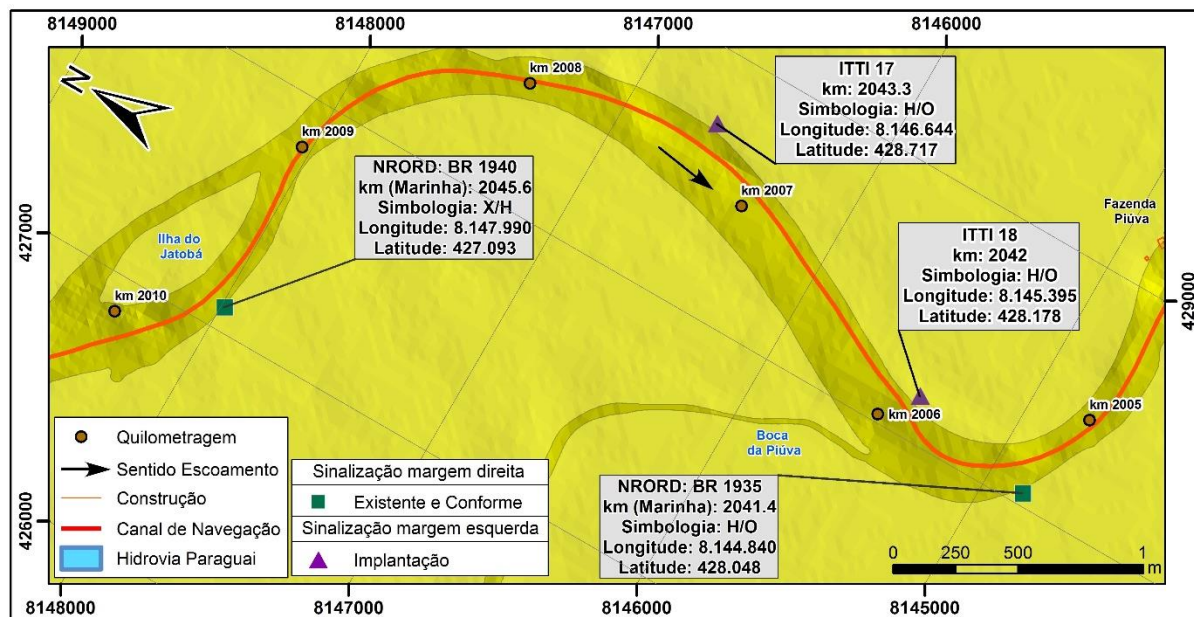 8149000
8148000
8147000
8146000
N
km 2008
km 2009
ITTI 17
km: 2043.3
Simbologia: H/O
Longitude: 8.146.644
Latitude: 428.717
NRORD: BR 1940
km (Marinha): 2045.6
Simbologia: X/H
Longitude: 8.147.990
Latitude: 427.093
km 2007
Fazenda
Piúva
427000
Ilha do
Jatobá
km 2010
ITTI 18
km: 2042
Simbologia: H/O
Longitude: 8.145.395
Latitude: 428.178
429000
km 2006
km 2005
Boca
da Piúva
NRORD: BR 1935
km (Marinha): 2041.4
Simbologia: H/O
Longitude: 8.144.840
Latitude: 428.048
426000
Quilometragem
Sentido Escoamento
Construção
Canal de Navegação
Hidrovia Paraguai
Sinalização margem direita
Existente e Conforme
Sinalização margem esquerda
Implantação
0 250 500 1
m
8148000
8147000
8146000
8145000